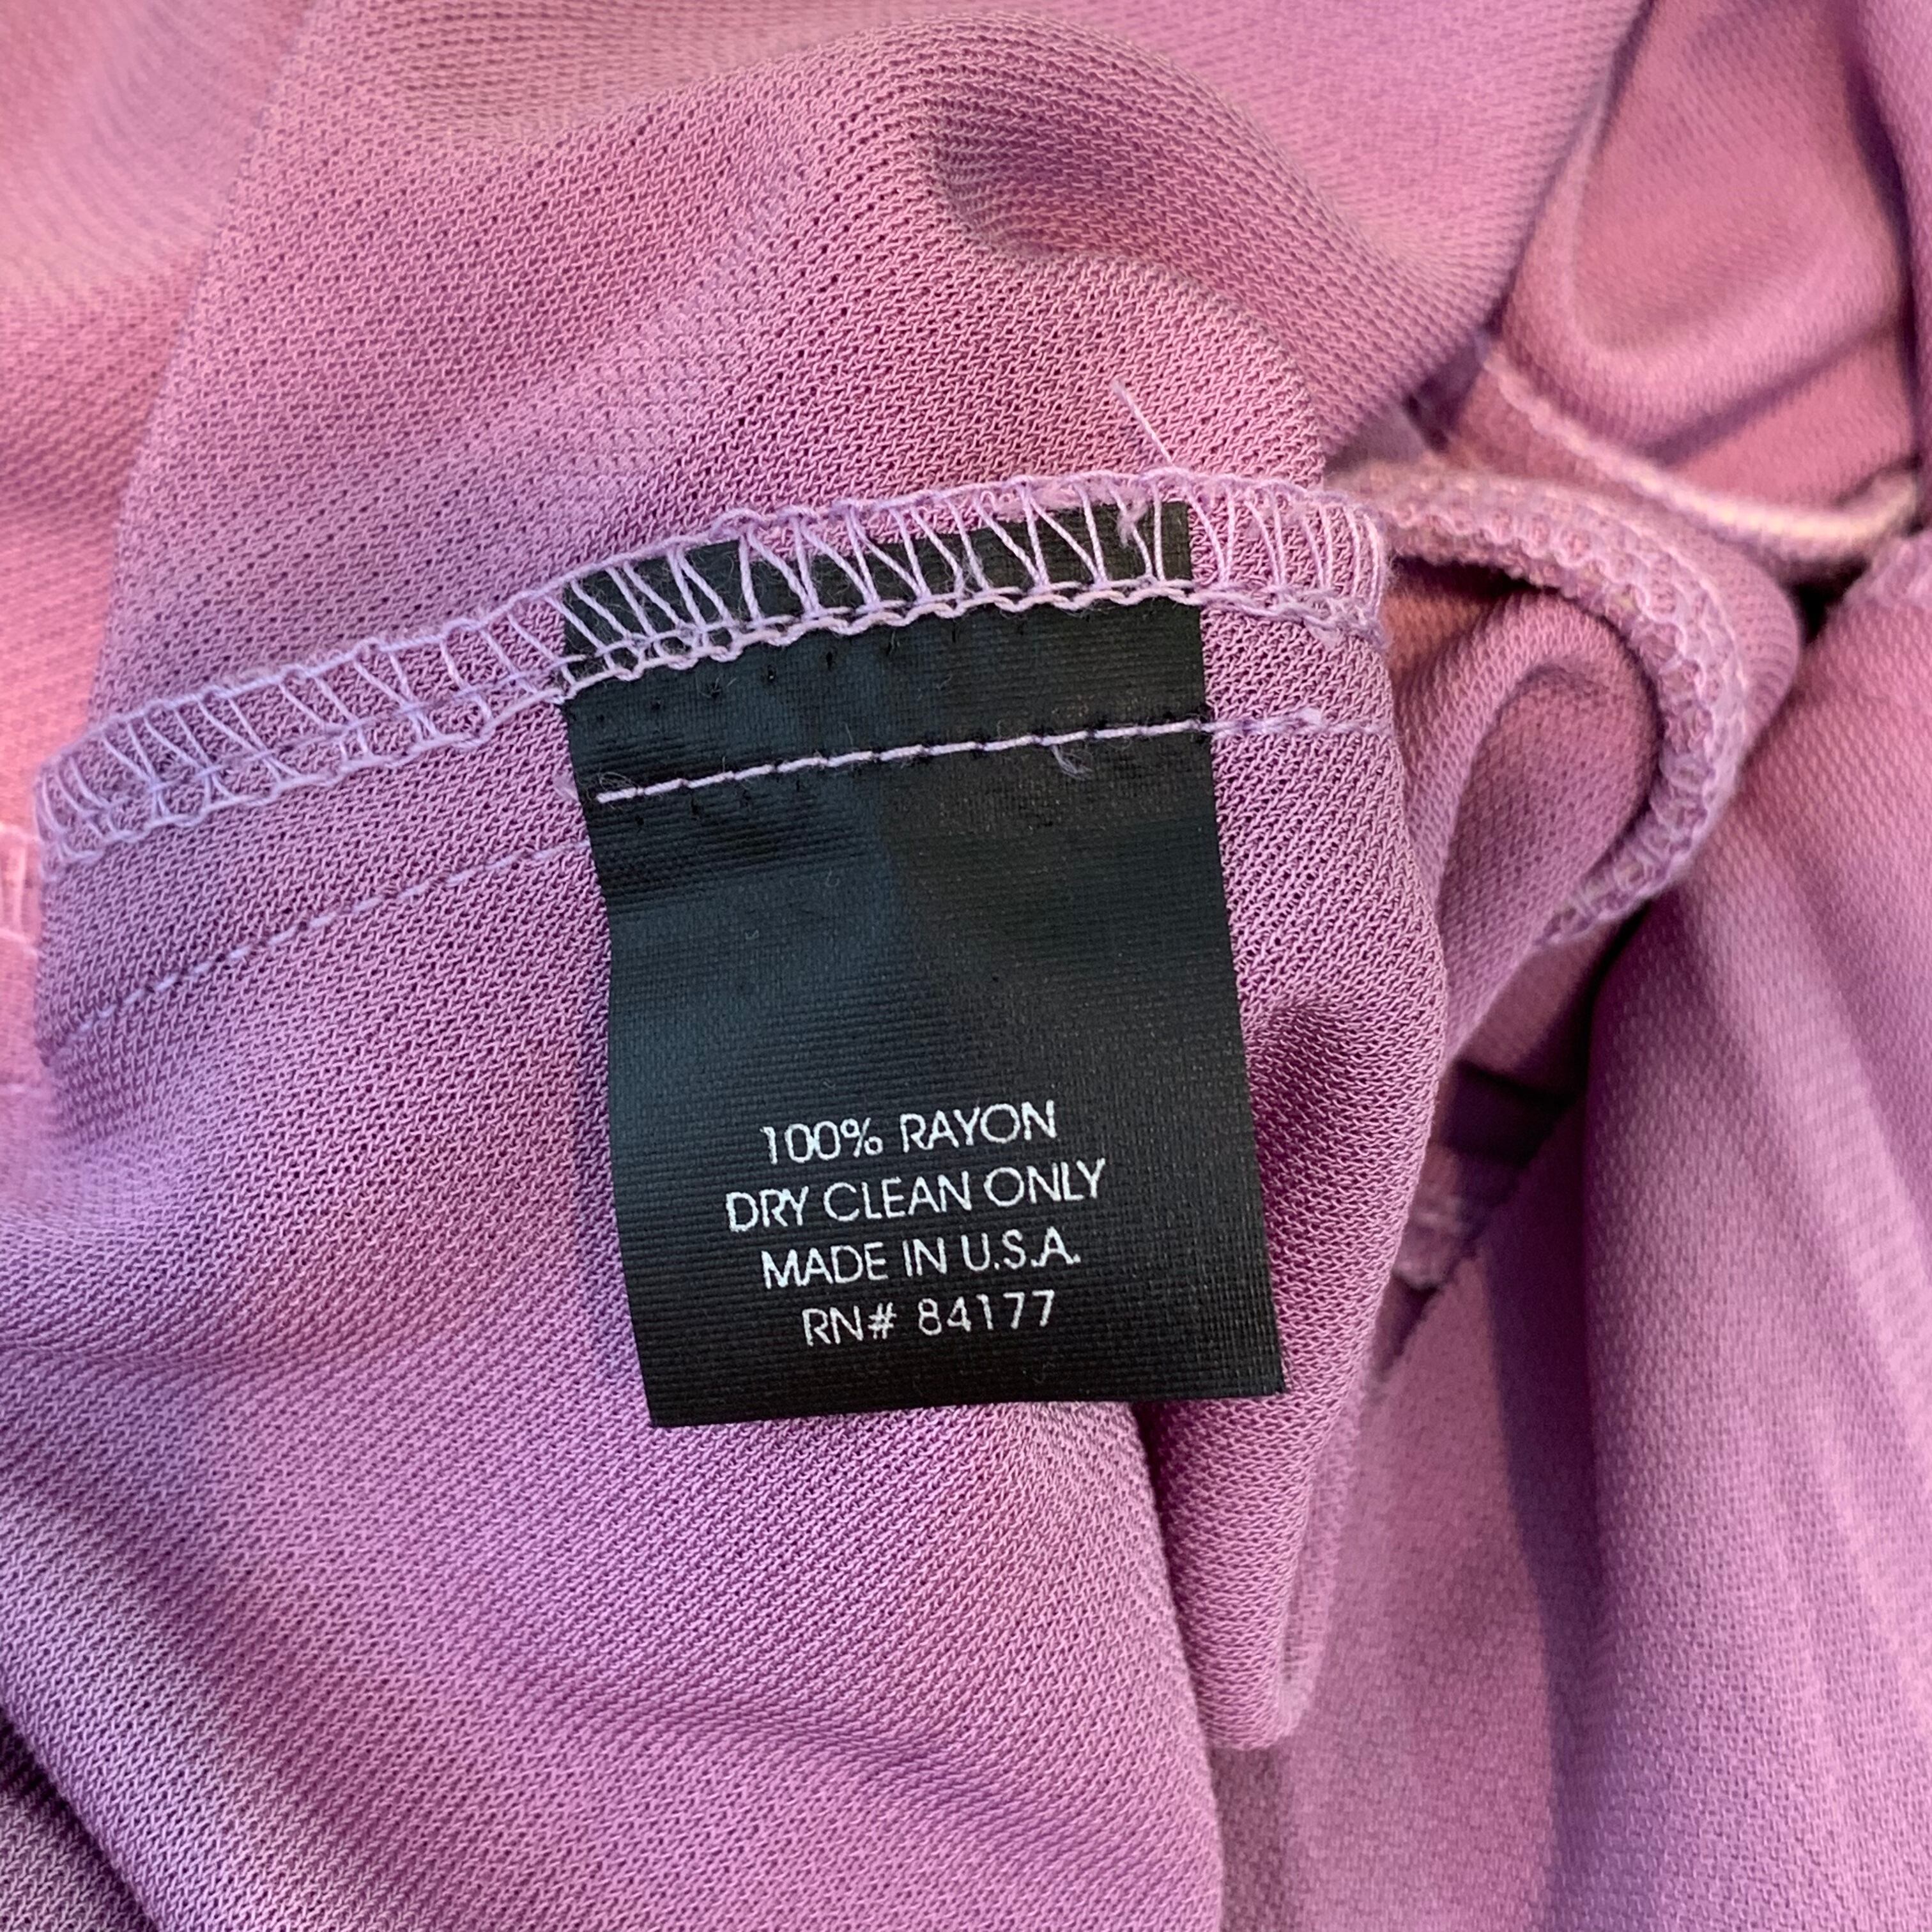 100% RAYON
DRY CLEAN ONLY
MADE IN U.S.A.
RN# 84177